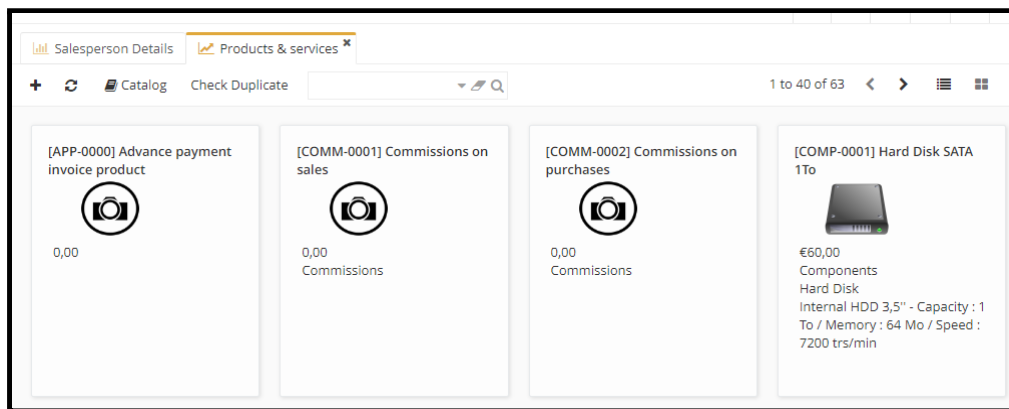 Salesperson Details
Products & services
Catalog
Check Duplicate
1 to 40 of 63
[APP-0000] Advance payment
invoice product
0,00
[COMM-0001] Commissions on
sales
0,00
Commissions
[COMM-0002] Commissions on
purchases
0,00
Commissions
[COMP-0001] Hard Disk SATA
1To
€60,00
Components
Hard Disk
Internal HDD 3,5'' - Capacity : 1
To / Memory : 64 Mo / Speed :
7200 trs/min